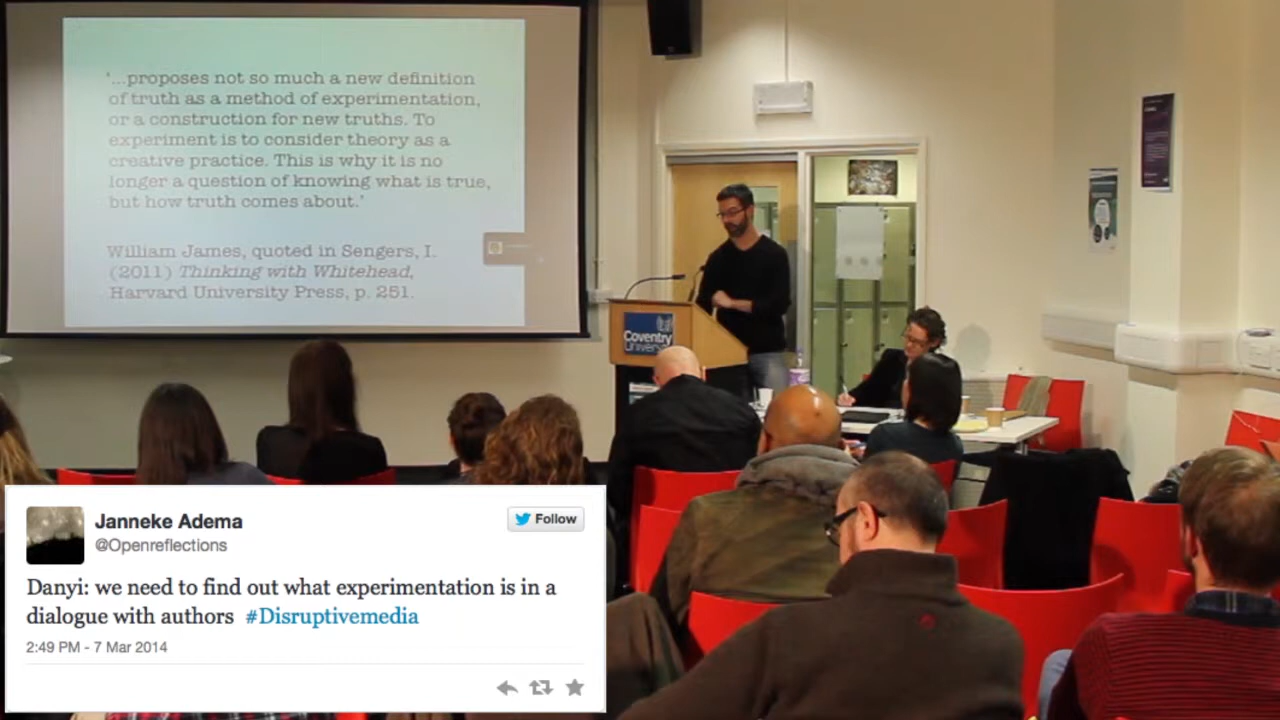 '...proposes not so much a new definition
of truth as a method of experimentation,
or a construction for new truths. To
experiment is to consider theory as a
creative practice. This is why it is no
longer a question of knowing what is true,
but how truth comes about.'
William James, quoted in Sengers, I.
(2011) Thinking with Whitehead,
Harvard University Press, p. 251.
Coventry
University
Janneke Adema
@Openreflections
Follow
Danyi: we need to find out what experimentation is in a
dialogue with authors #Disruptivemedia
2:49 PM - 7 Mar 2014